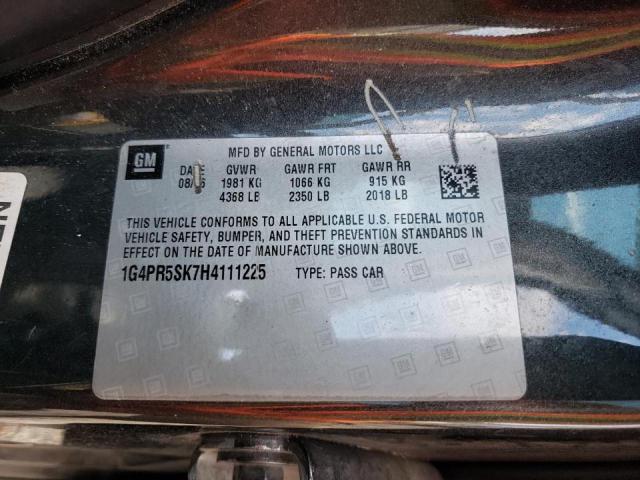 GM
MFD BY GENERAL MOTORS LLC
DATE GVWR GAWR FRT GAWR RR
1981 KG 1066 KG 915 KG
4368 LB 2350 LB 2018 LB
THIS VEHICLE CONFORMS TO ALL APPLICABLE U.S. FEDERAL MOTOR
VEHICLE SAFETY, BUMPER, AND THEFT PREVENTION STANDARDS IN
EFFECT ON THE DATE OF MANUFACTURE SHOWN ABOVE.
1G4PR5SK7H4111225 TYPE: PASS CAR